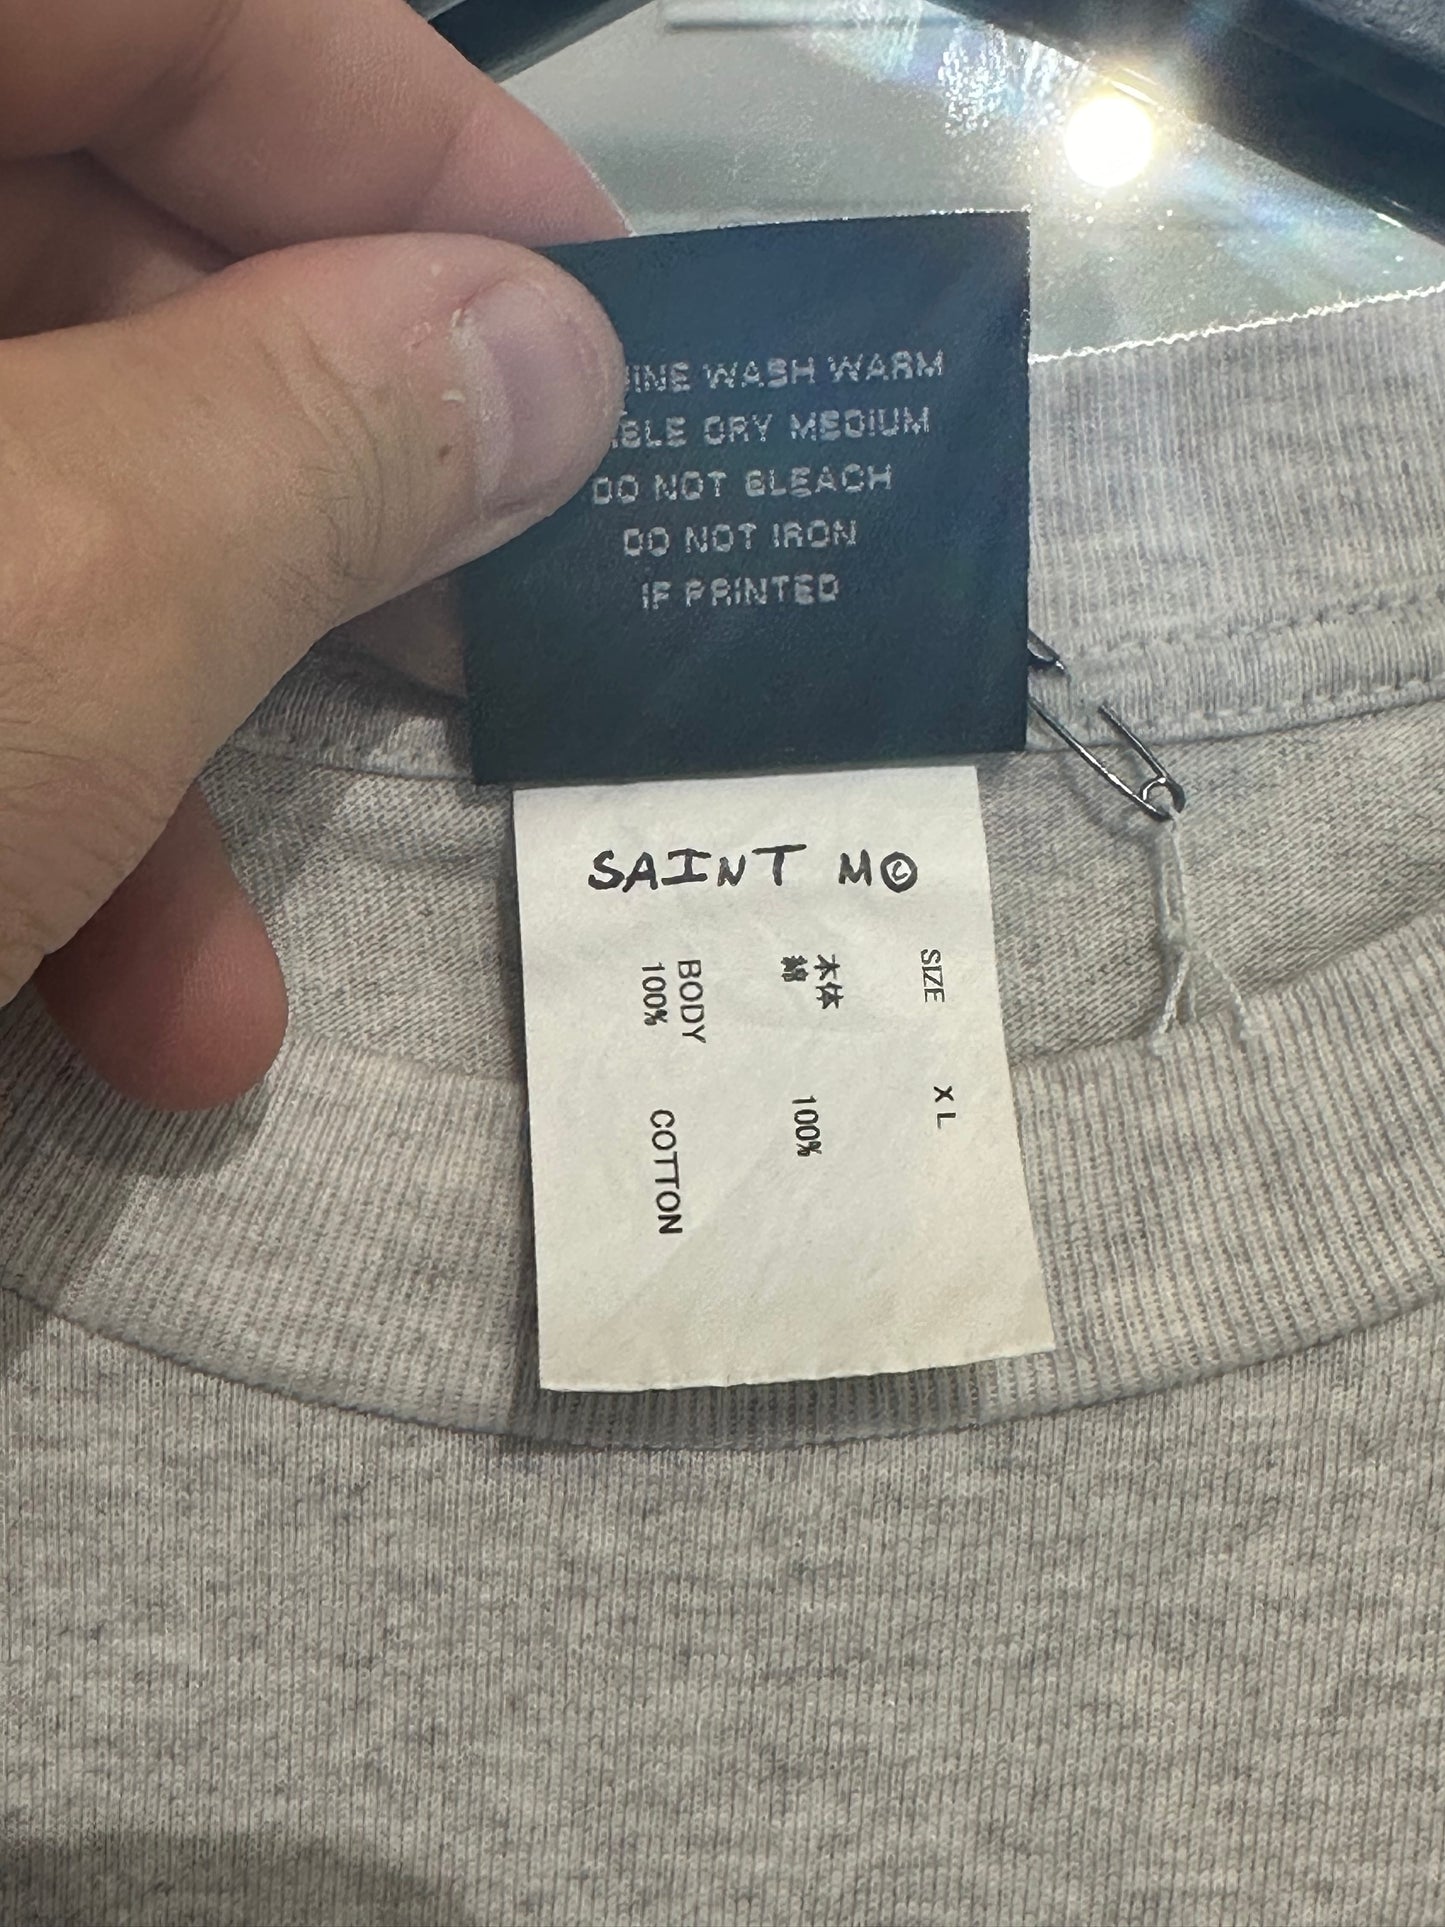 WASH WARM
DRY MEDIUM
DO NOT BLEACH
DO NOT IRON
IF PRINTED
SAINT M©
SIZE XL
本体
綿 100%
BODY
100% COTTON